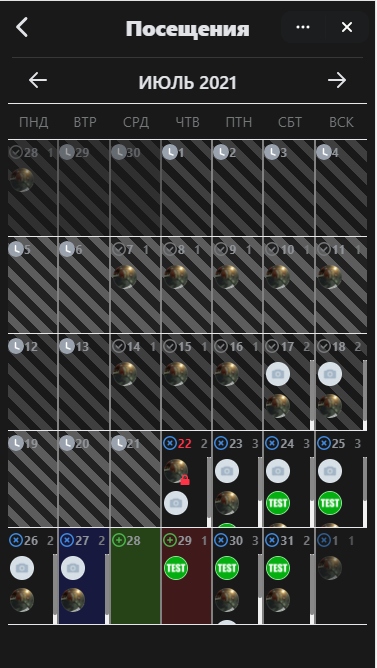 Посещения
ИЮЛЬ 2021
ПНД ВТР СРД ЧТВ ПТН СБТ ВСК
28 1 29 30 1 2 3 4
5 6 7 1 8 1 9 1 10 1 11 1
12 13 14 1 15 1 16 1 17 2 18 2
19 20 21 22 2 23 3 24 3 25 3
TEST TEST
26 2 27 2 28 29 1 30 3 31 2 1 1
TEST TEST TEST